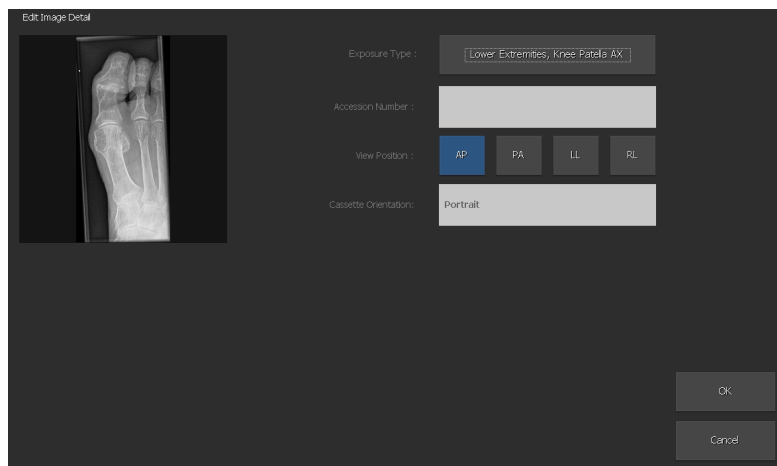 Edit Image Detail
Exposure Type :
Lower Extremities, Knee Patella AX
Accession Number :
View Position :
AP
PA
LL
RL
Cassette Orientation:
Portrait
OK
Cancel